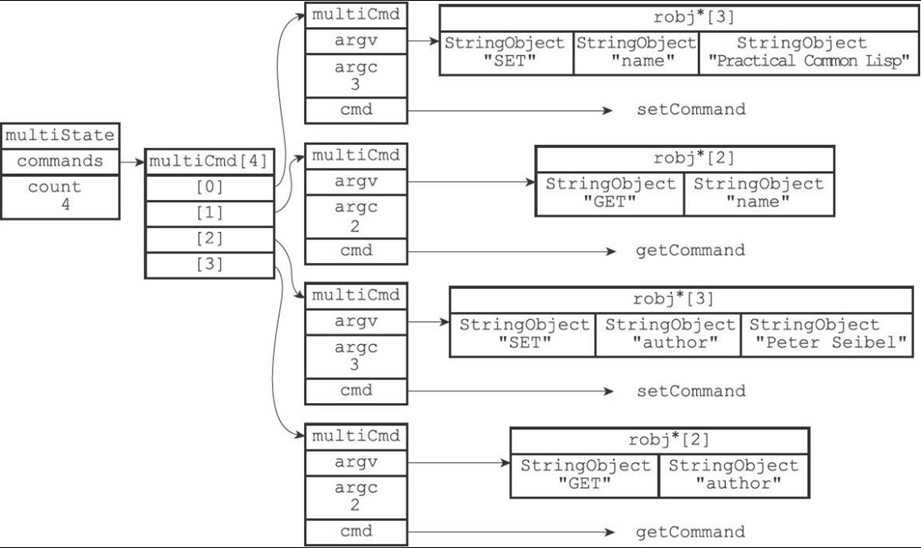 multiState
commands
count
4
multiCmd[4]
[0]
[1]
[2]
[3]
multiCmd
argv
argc
3
cmd
robj*[3]
StringObject StringObject StringObject
"SET" "name" "Practical Common Lisp"
setCommand
multiCmd
argv
argc
2
cmd
robj*[2]
StringObject StringObject
"GET" "name"
getCommand
multiCmd
argv
argc
3
cmd
robj*[3]
StringObject StringObject StringObject
"SET" "author" "Peter Seibel"
setCommand
multiCmd
argv
argc
2
cmd
robj*[2]
StringObject StringObject
"GET" "author"
getCommand